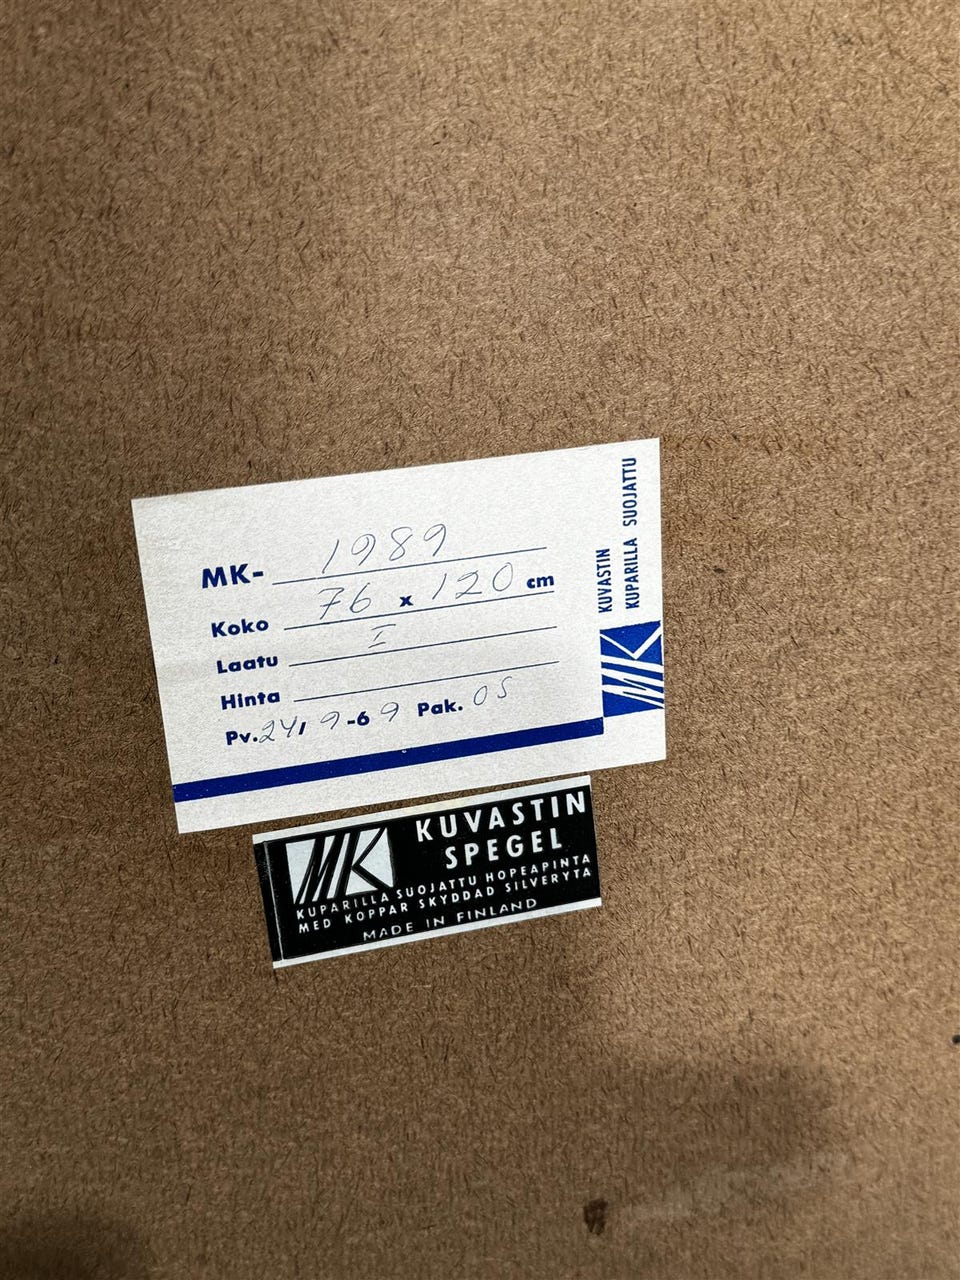 MK- 1989
Koko 76 x 120 cm
Laatu I
Hinta
Pv. 24/ 9 -69 Pak. OS
KUVASTIN
KUPARILLA SUOJATTU
MK
MK KUVASTIN
SPEGEL
KUPARILLA SUOJATTU HOPEAPINTA
MED KOPPAR SKYDDAD SILVERYTA
MADE IN FINLAND